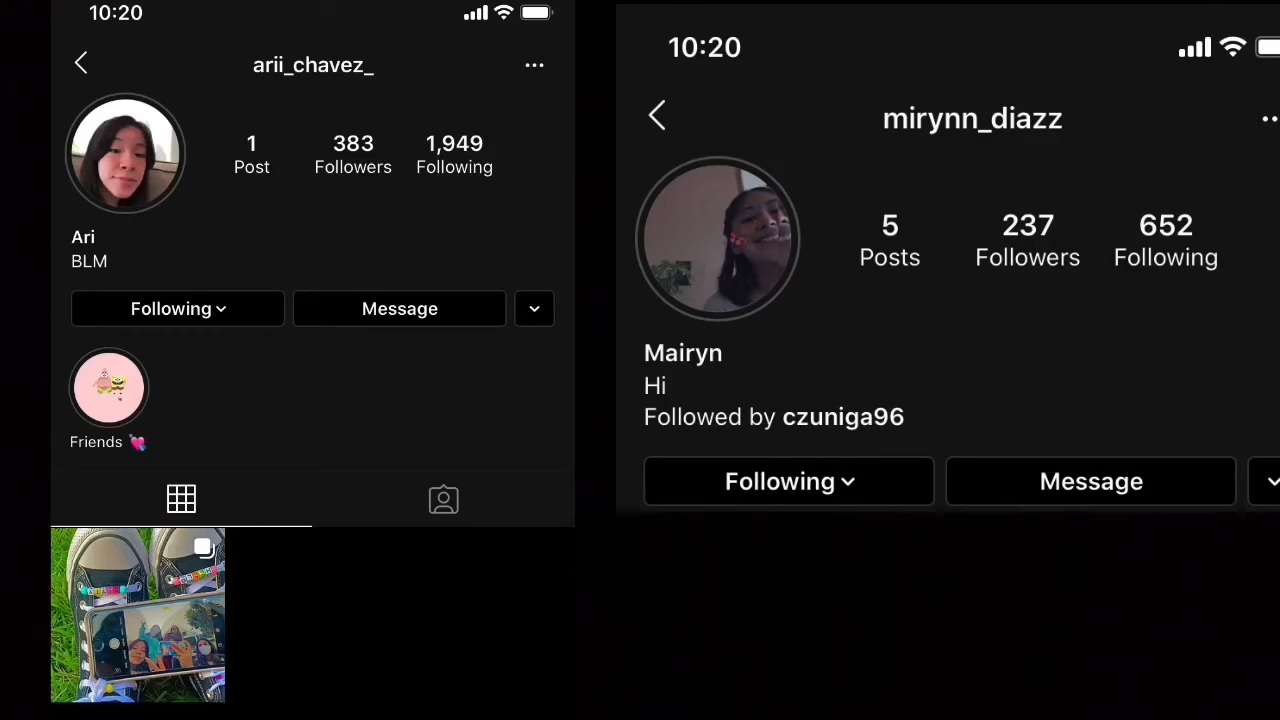 10:20
arii_chavez_
1 383 1,949
Post Followers Following
Ari
BLM
Following Message
Friends 💘
10:20
mirynn_diazz
5 237 652
Posts Followers Following
Mairyn
Hi
Followed by czuniga96
Following Message